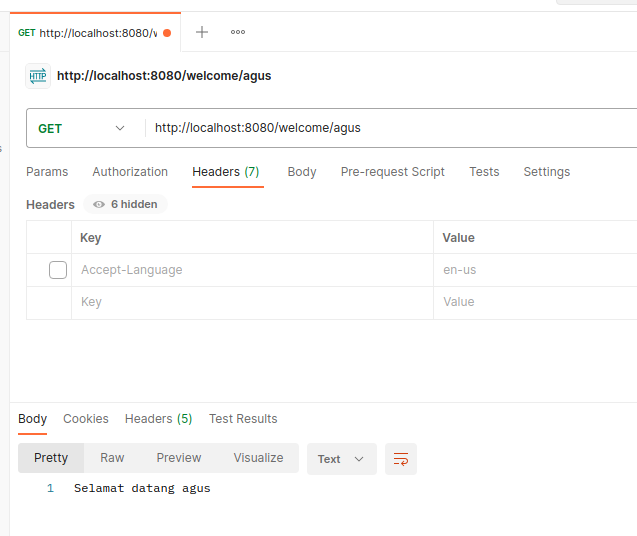 GET http://localhost:8080/w
HTTP http://localhost:8080/welcome/agus
GET http://localhost:8080/welcome/agus
Params Authorization Headers (7) Body Pre-request Script Tests Settings
Headers 6 hidden
Key Value
Accept-Language en-us
Key Value
Body Cookies Headers (5) Test Results
Pretty Raw Preview Visualize Text
1 Selamat datang agus